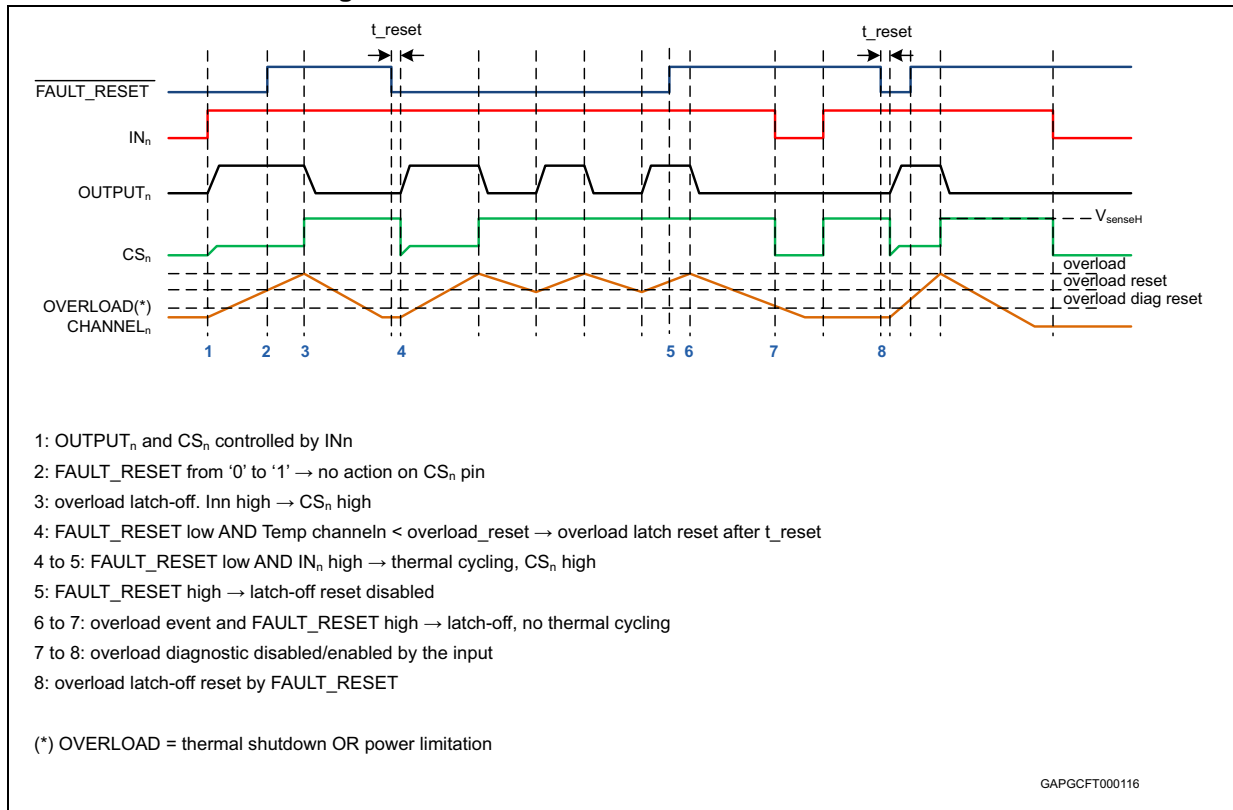 t_reset
t_reset
FAULT_RESET
INn
OUTPUTn
VsenseH
CSn
overload
overload reset
overload diag reset
OVERLOAD(*)
CHANNELn
1 2 3 4 5 6 7 8
1: OUTPUTn and CSn controlled by INn
2: FAULT_RESET from ‘0’ to ‘1’ → no action on CSn pin
3: overload latch-off. Inn high → CSn high
4: FAULT_RESET low AND Temp channeln < overload_reset → overload latch reset after t_reset
4 to 5: FAULT_RESET low AND INn high → thermal cycling, CSn high
5: FAULT_RESET high → latch-off reset disabled
6 to 7: overload event and FAULT_RESET high → latch-off, no thermal cycling
7 to 8: overload diagnostic disabled/enabled by the input
8: overload latch-off reset by FAULT_RESET
(*) OVERLOAD = thermal shutdown OR power limitation
GAPGCFT000116